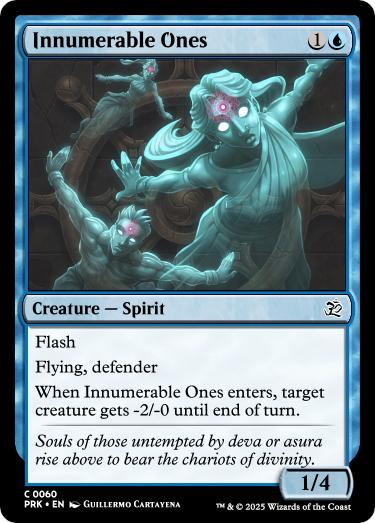 Innumerable Ones 1
Creature — Spirit
Flash
Flying, defender
When Innumerable Ones enters, target
creature gets -2/-0 until end of turn.
Souls of those untempted by deva or asura
rise above to bear the chariots of divinity.
1/4
C 0060
PRK • EN Guillermo Cartayena
™ & © 2025 Wizards of the Coast